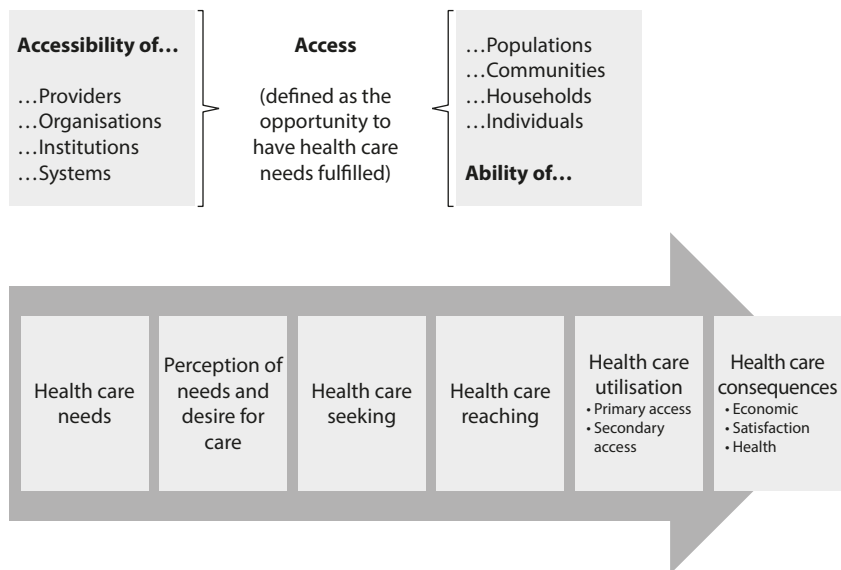 Accessibility of…
…Providers
…Organisations
…Institutions
…Systems
Access
(defined as the
opportunity to
have health care
needs fulfilled)
…Populations
…Communities
…Households
…Individuals
Ability of…
Health care
needs
Perception of
needs and
desire for
care
Health care
seeking
Health care
reaching
Health care
utilisation
• Primary access
• Secondary
access
Health care
consequences
• Economic
• Satisfaction
• Health